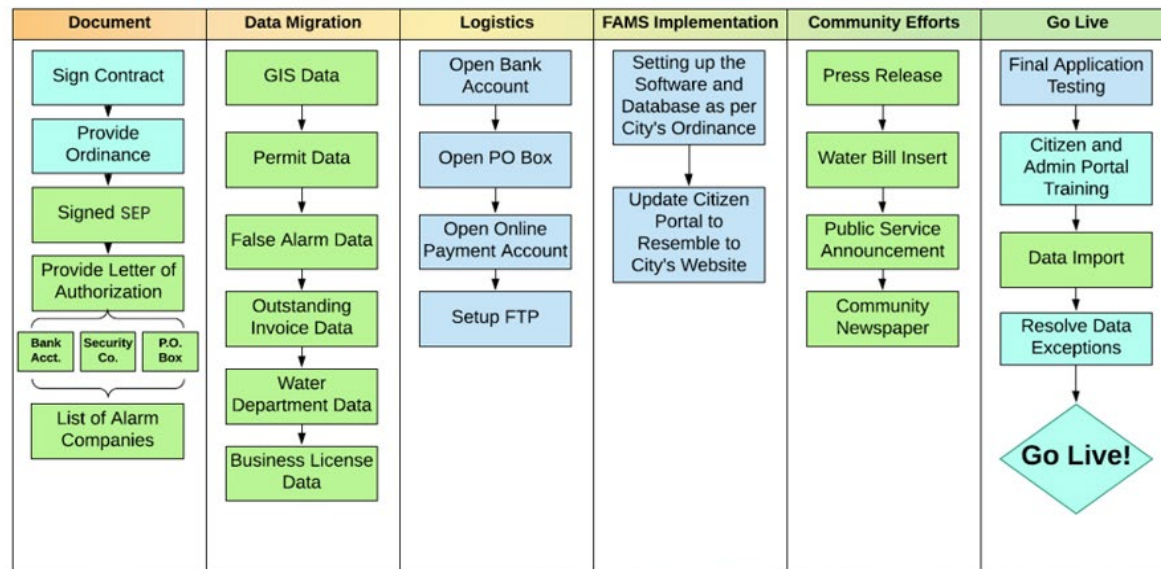 Document
Sign Contract
Provide
Ordinance
Signed SEP
Provide Letter of
Authorization
Bank
Acct.
Security
Co.
P.O.
Box
List of Alarm
Companies
Data Migration
GIS Data
Permit Data
False Alarm Data
Outstanding
Invoice Data
Water
Department Data
Business License
Data
Logistics
Open Bank
Account
Open PO Box
Open Online
Payment Account
Setup FTP
FAMS Implementation
Setting up the
Software and
Database as per
City's Ordinance
Update Citizen
Portal to
Resemble to
City's Website
Community Efforts
Press Release
Water Bill Insert
Public Service
Announcement
Community
Newspaper
Go Live
Final Application
Testing
Citizen and
Admin Portal
Training
Data Import
Resolve Data
Exceptions
Go Live!